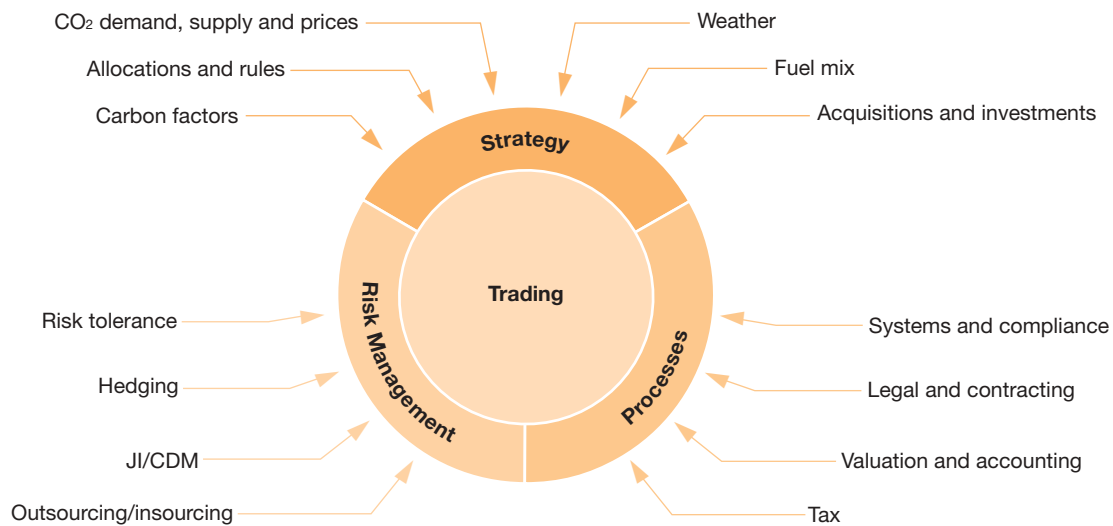 CO₂ demand, supply and prices
Weather
Allocations and rules
Fuel mix
Carbon factors
Acquisitions and investments
Strategy
Trading
Risk Management
Processes
Risk tolerance
Systems and compliance
Hedging
Legal and contracting
JI/CDM
Valuation and accounting
Outsourcing/insourcing
Tax